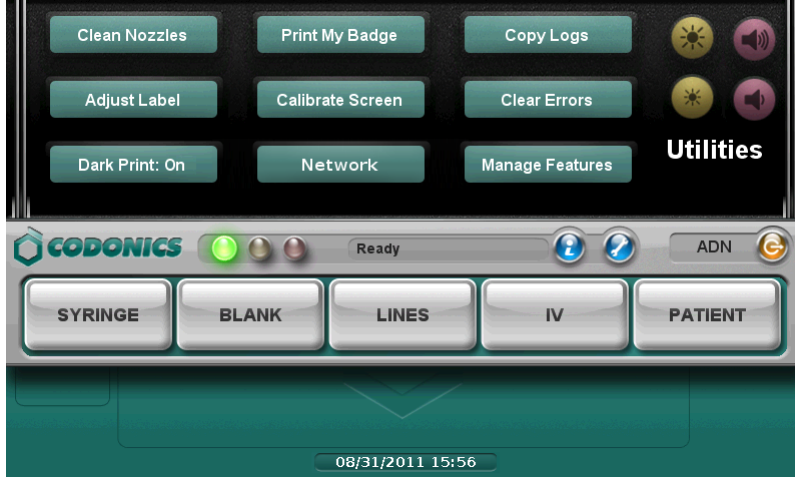 Clean Nozzles Print My Badge Copy Logs
Adjust Label Calibrate Screen Clear Errors
Utilities
Dark Print: On Network Manage Features
CODONICS Ready i ADN
SYRINGE BLANK LINES IV PATIENT
08/31/2011 15:56